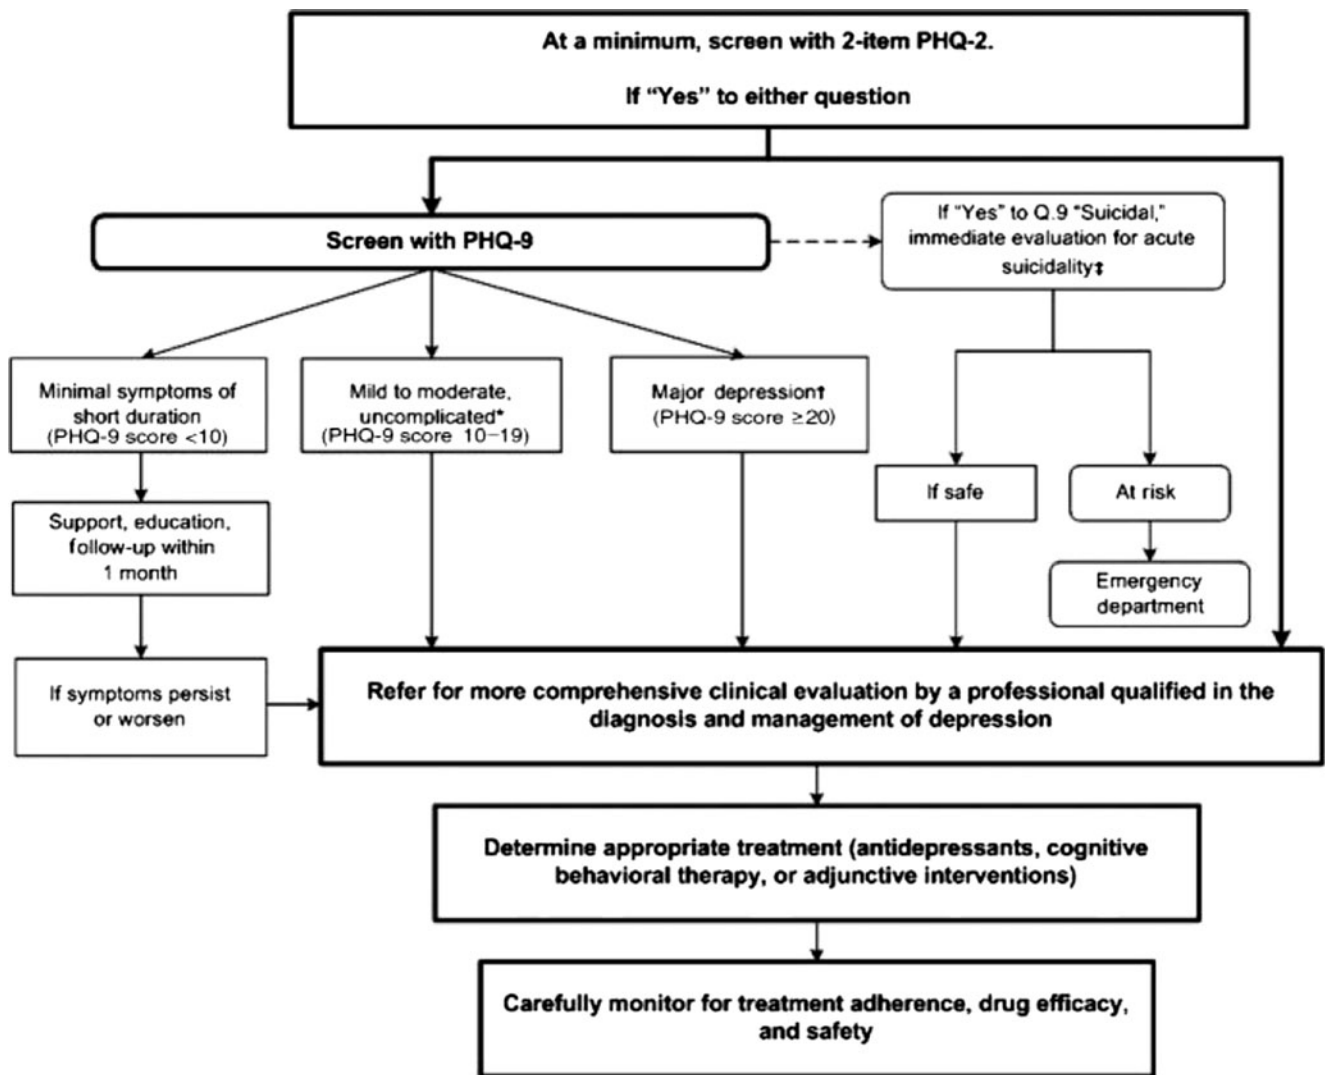 At a minimum, screen with 2-item PHQ-2.
If “Yes” to either question
Screen with PHQ-9
If “Yes” to Q.9 “Suicidal,”
immediate evaluation for acute
suicidality‡
Minimal symptoms of
short duration
(PHQ-9 score <10)
Mild to moderate,
uncomplicated*
(PHQ-9 score 10–19)
Major depression†
(PHQ-9 score ≥20)
If safe
At risk
Support, education,
follow-up within
1 month
Emergency
department
If symptoms persist
or worsen
Refer for more comprehensive clinical evaluation by a professional qualified in the
diagnosis and management of depression
Determine appropriate treatment (antidepressants, cognitive
behavioral therapy, or adjunctive interventions)
Carefully monitor for treatment adherence, drug efficacy,
and safety